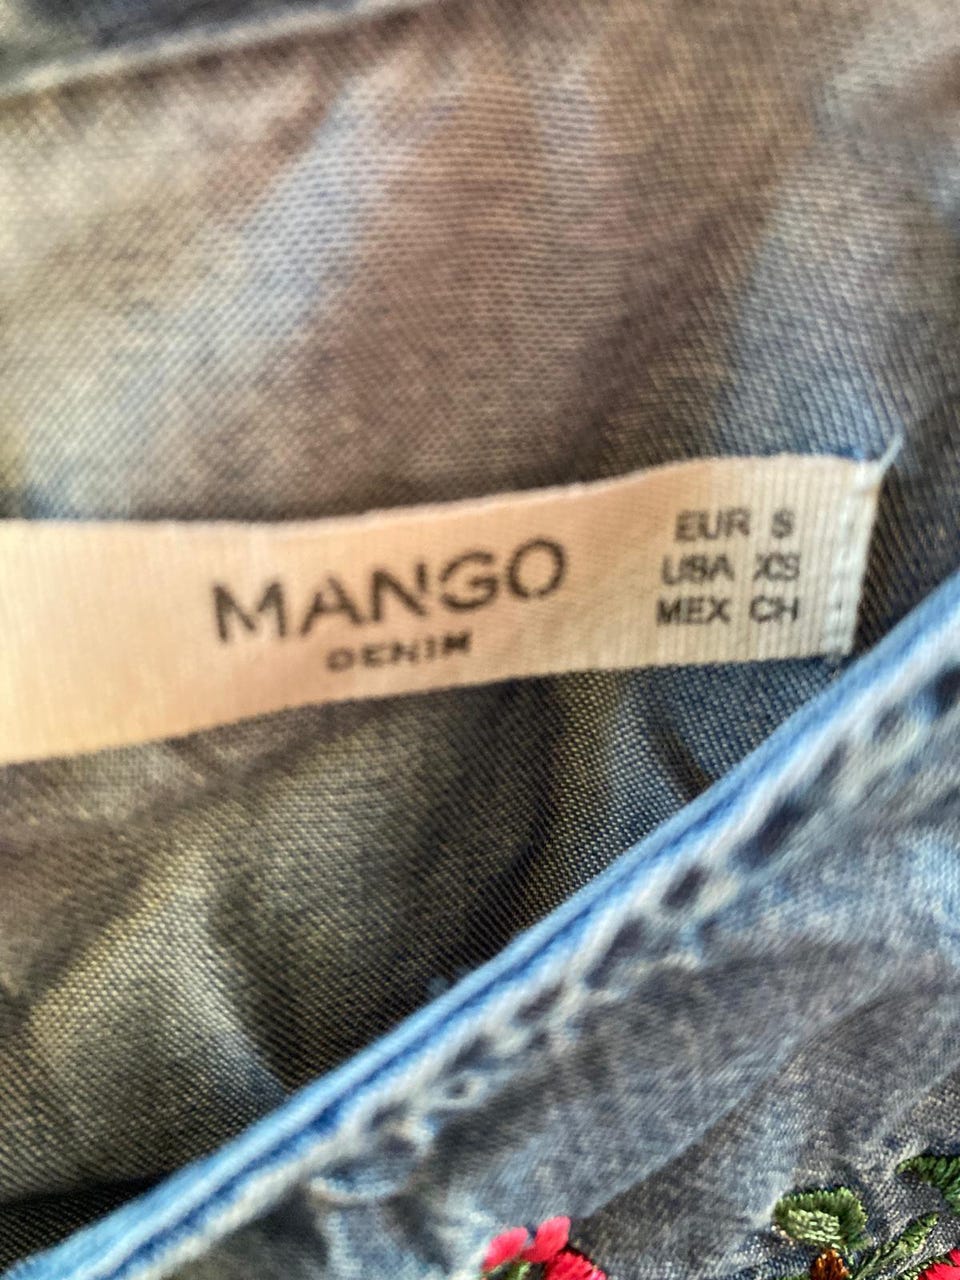 MANGO
DENIM
EUR S
USA XS
MEX CH